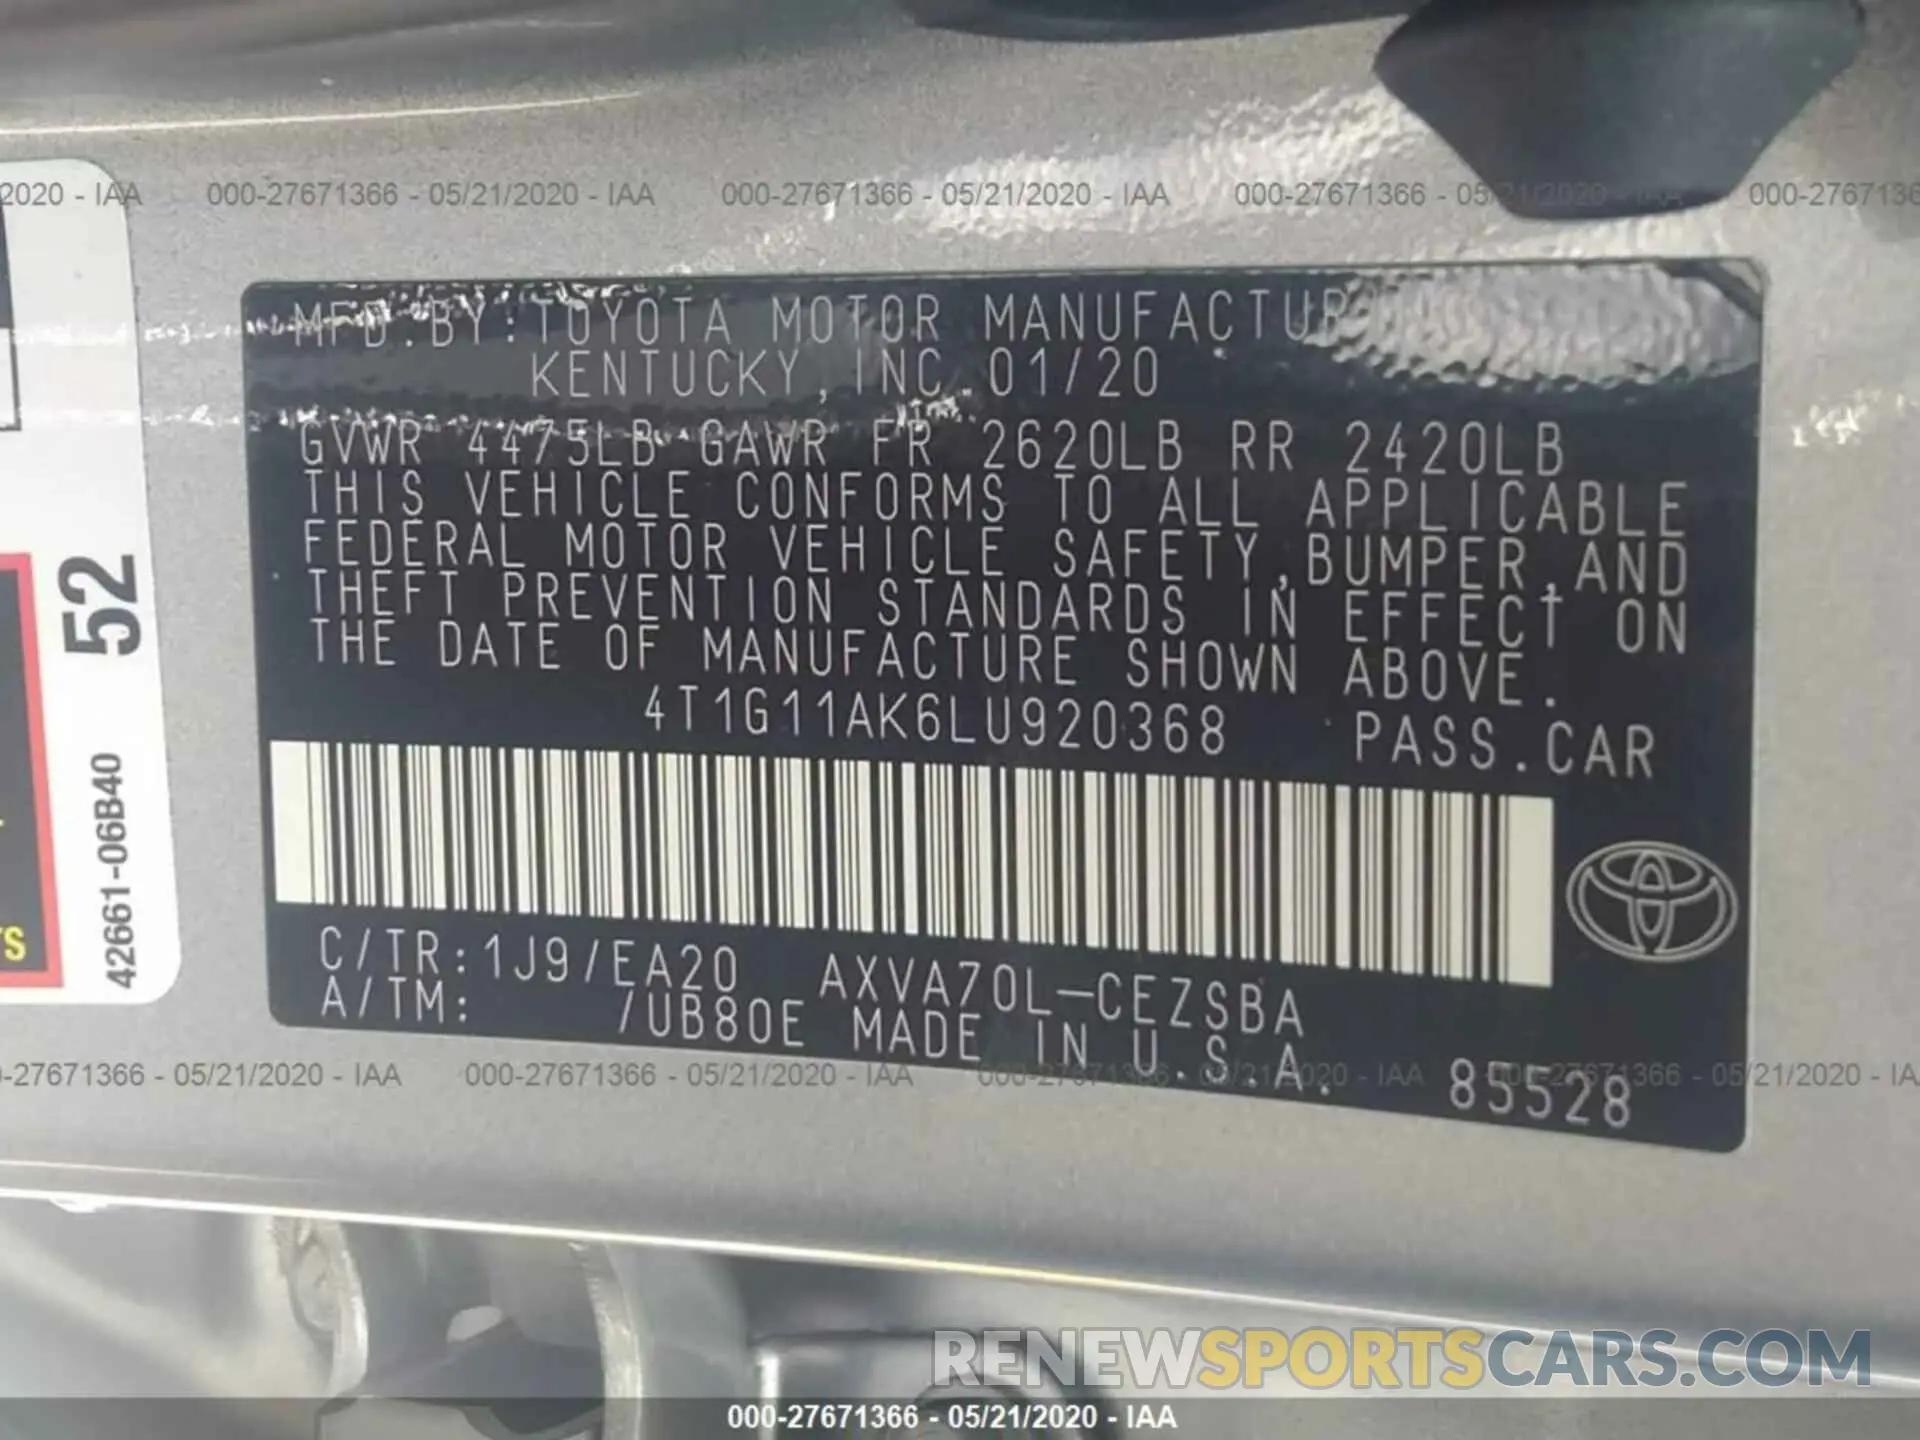 2020 - IAA 000-27671366 - 05/21/2020 - IAA 000-27671366 - 05/21/2020 - IAA 000-27671366 - 05/21/2020 - IAA 000-2767136
MFD.BY:TOYOTA MOTOR MANUFACTUR
KENTUCKY,INC. 01/20
GVWR 4475LB GAWR FR 2620LB RR 2420LB
THIS VEHICLE CONFORMS TO ALL APPLICABLE
FEDERAL MOTOR VEHICLE SAFETY,BUMPER,AND
THEFT PREVENTION STANDARDS IN EFFECT ON
THE DATE OF MANUFACTURE SHOWN ABOVE.
4T1G11AK6LU920368 PASS.CAR
C/TR:1J9/EA20 AXVA70L-CEZSBA
A/TM: /UB80E MADE IN U.S.A.
85528
52
42661-06B40
TS
-27671366 - 05/21/2020 - IAA 000-27671366 - 05/21/2020 - IAA 000-27671366 - 05/21/2020 - IAA 000-27671366 - 05/21/2020 - IA
RENEWSPORTSCARS.COM
000-27671366 - 05/21/2020 - IAA